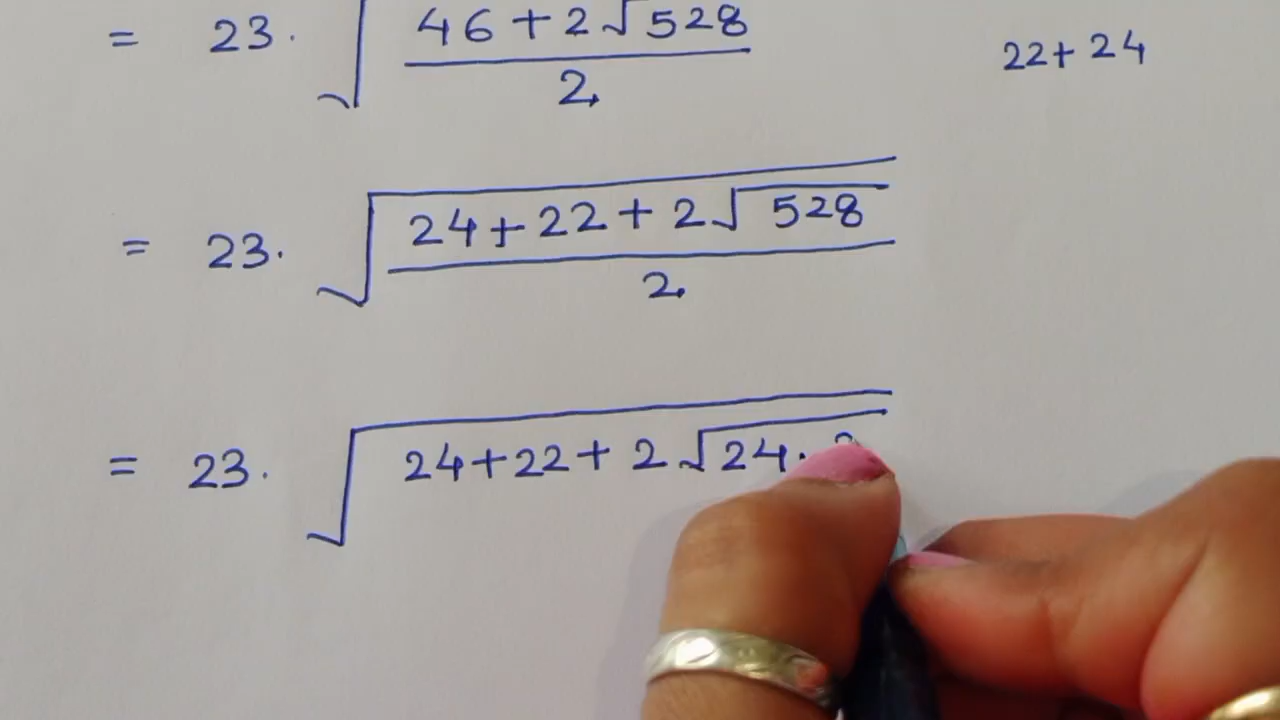 = 23. √ 46 + 2√528 22 + 24
2
= 23. √ 24 + 22 + 2√528
2
= 23. √ 24 + 22 + 2√24.